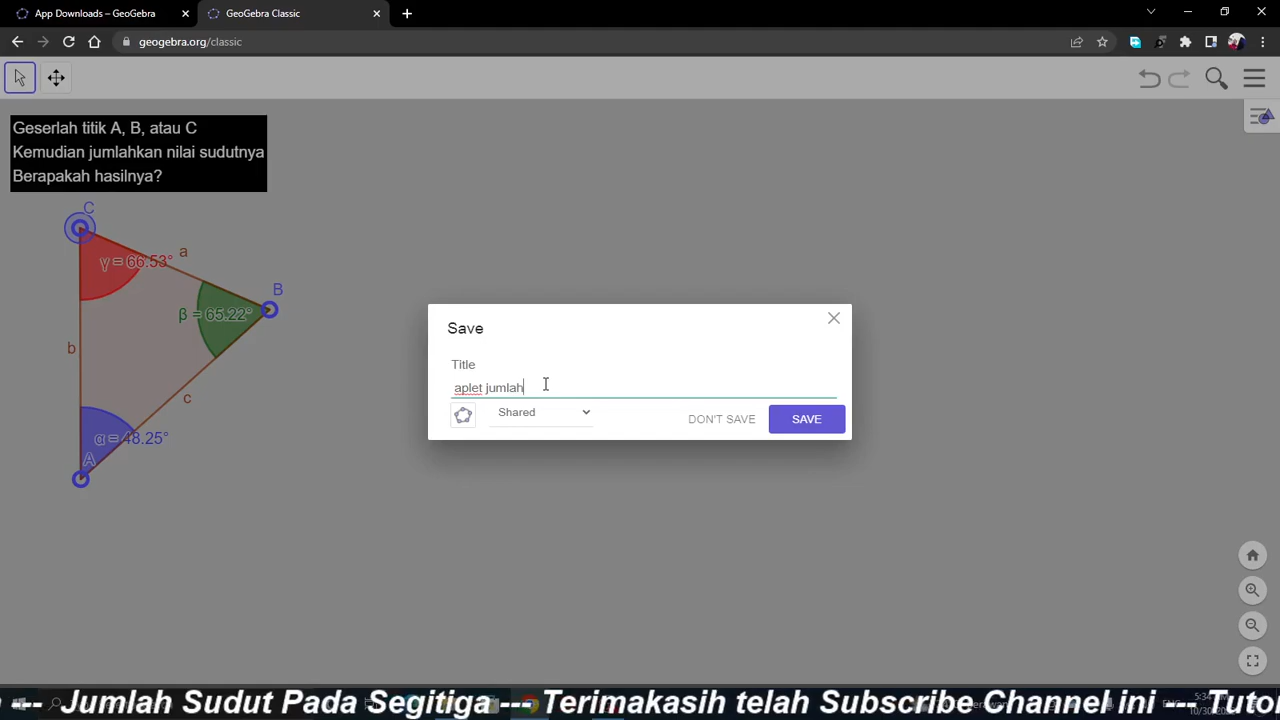 App Downloads – GeoGebra
GeoGebra Classic
geogebra.org/classic
Geserlah titik A, B, atau C
Kemudian jumlahkan nilai sudutnya
Berapakah hasilnya?
C
a
γ = 66.53°
B
β = 65.22°
b
c
α = 48.25°
A
Save
Title
aplet jumlah
Shared
DON'T SAVE
SAVE
--- Jumlah Sudut Pada Segitiga --- Terimakasih telah Subscribe Channel ini --- Tuto